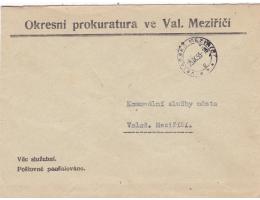 Okresní prokuratura ve Val. Meziříčí
Komunální služby města
Valaš. Meziříčí.
Věc služební.
Poštovné paušalováno.